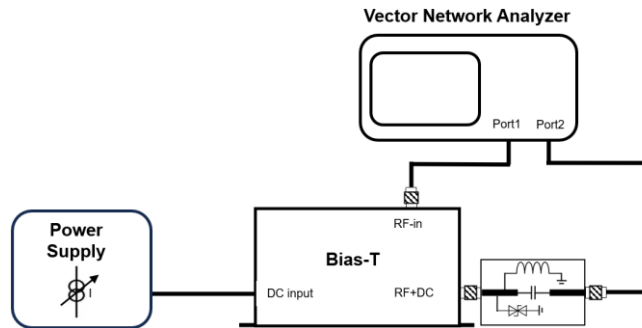 Vector Network Analyzer
Port1 Port2
RF-in
Power
Supply
I
Bias-T
DC input
RF+DC